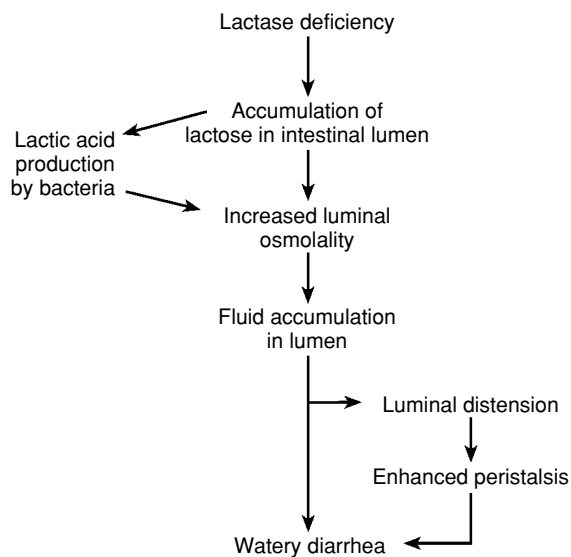 Lactase deficiency
Accumulation of
lactose in intestinal lumen
Lactic acid
production
by bacteria
Increased luminal
osmolality
Fluid accumulation
in lumen
Luminal distension
Enhanced peristalsis
Watery diarrhea